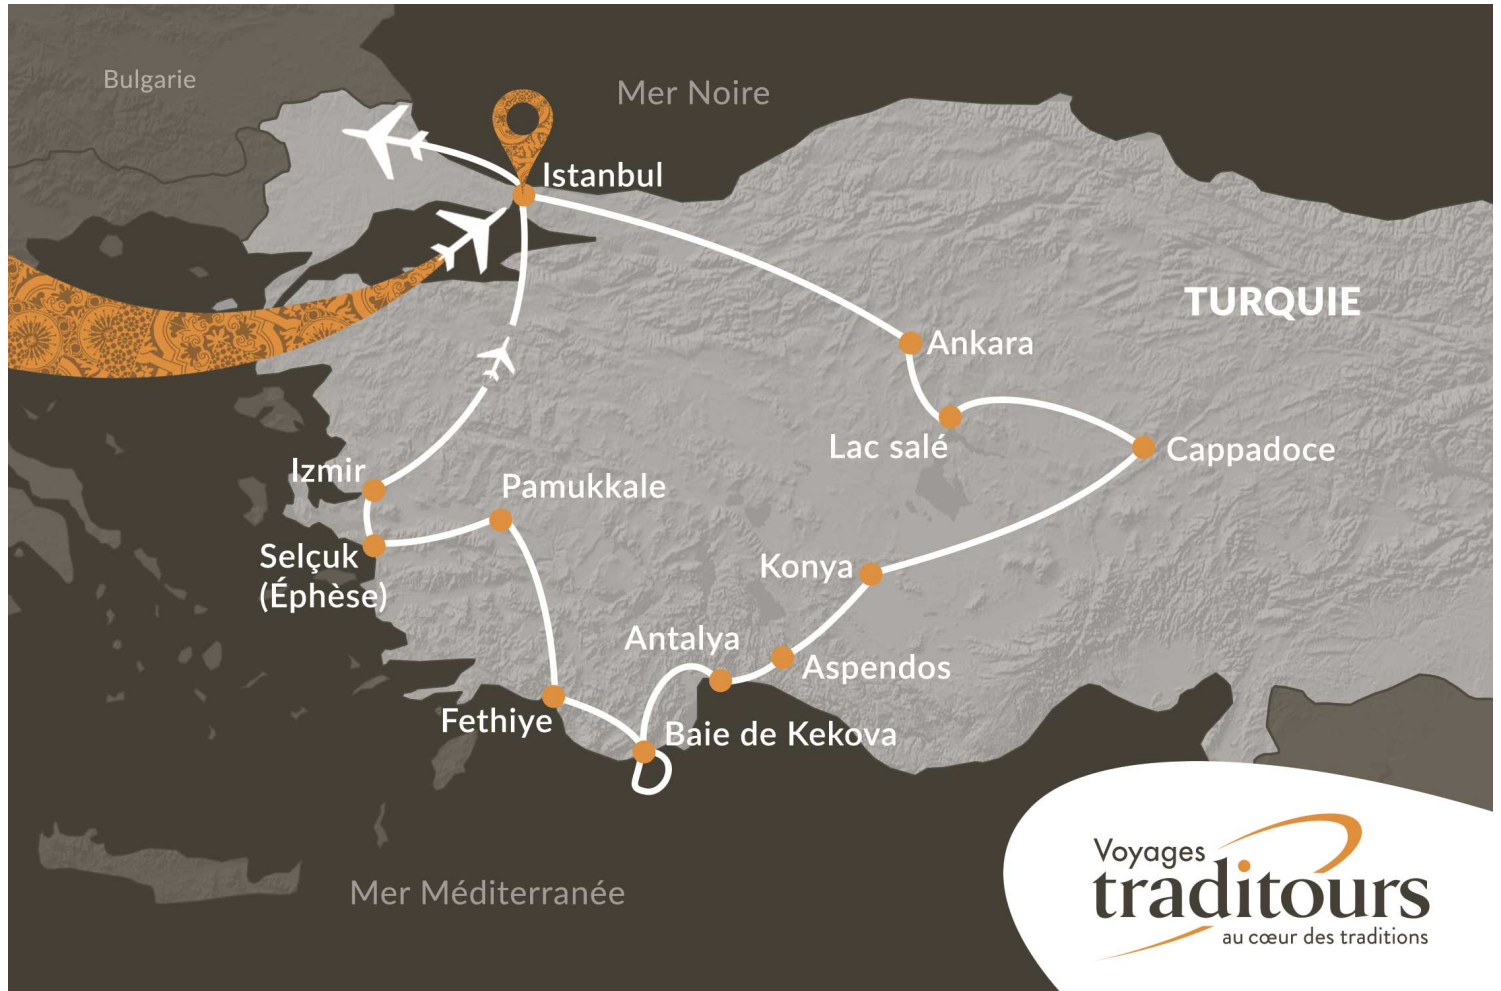 Bulgarie
Mer Noire
Istanbul
TURQUIE
Ankara
Lac salé
Cappadoce
Izmir
Pamukkale
Selçuk
(Éphèse)
Konya
Antalya
Aspendos
Fethiye
Baie de Kekova
Mer Méditerranée
Voyages
traditours
au cœur des traditions